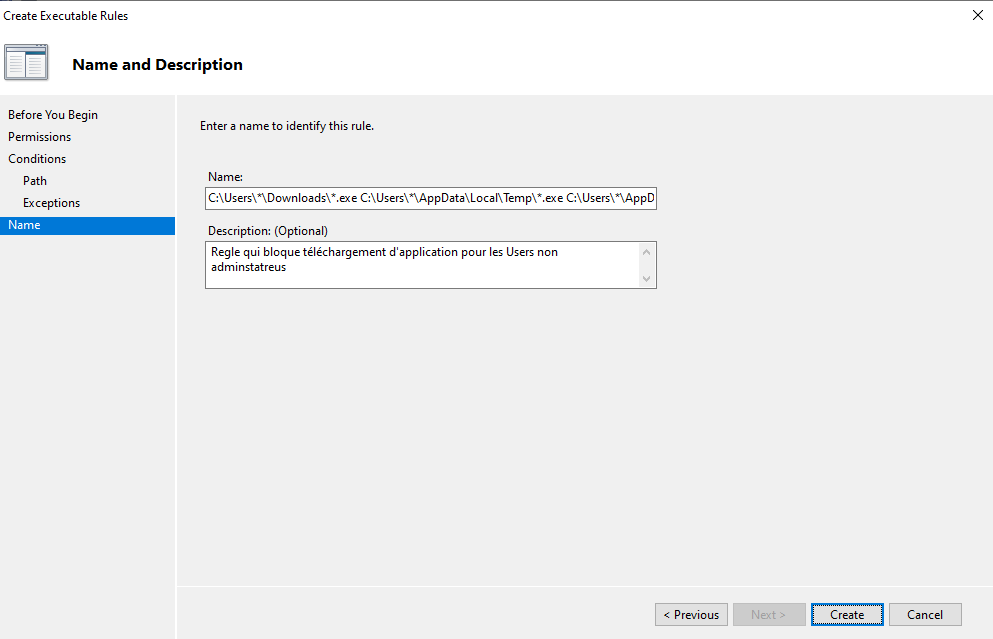 Create Executable Rules
Name and Description
Before You Begin
Permissions
Conditions
Path
Exceptions
Name
Enter a name to identify this rule.
Name:
C:\Users\*\Downloads\*.exe C:\Users\*\AppData\Local\Temp\*.exe C:\Users\*\AppD
Description: (Optional)
Regle qui bloque téléchargement d'application pour les Users non
adminstatreus
< Previous
Next >
Create
Cancel